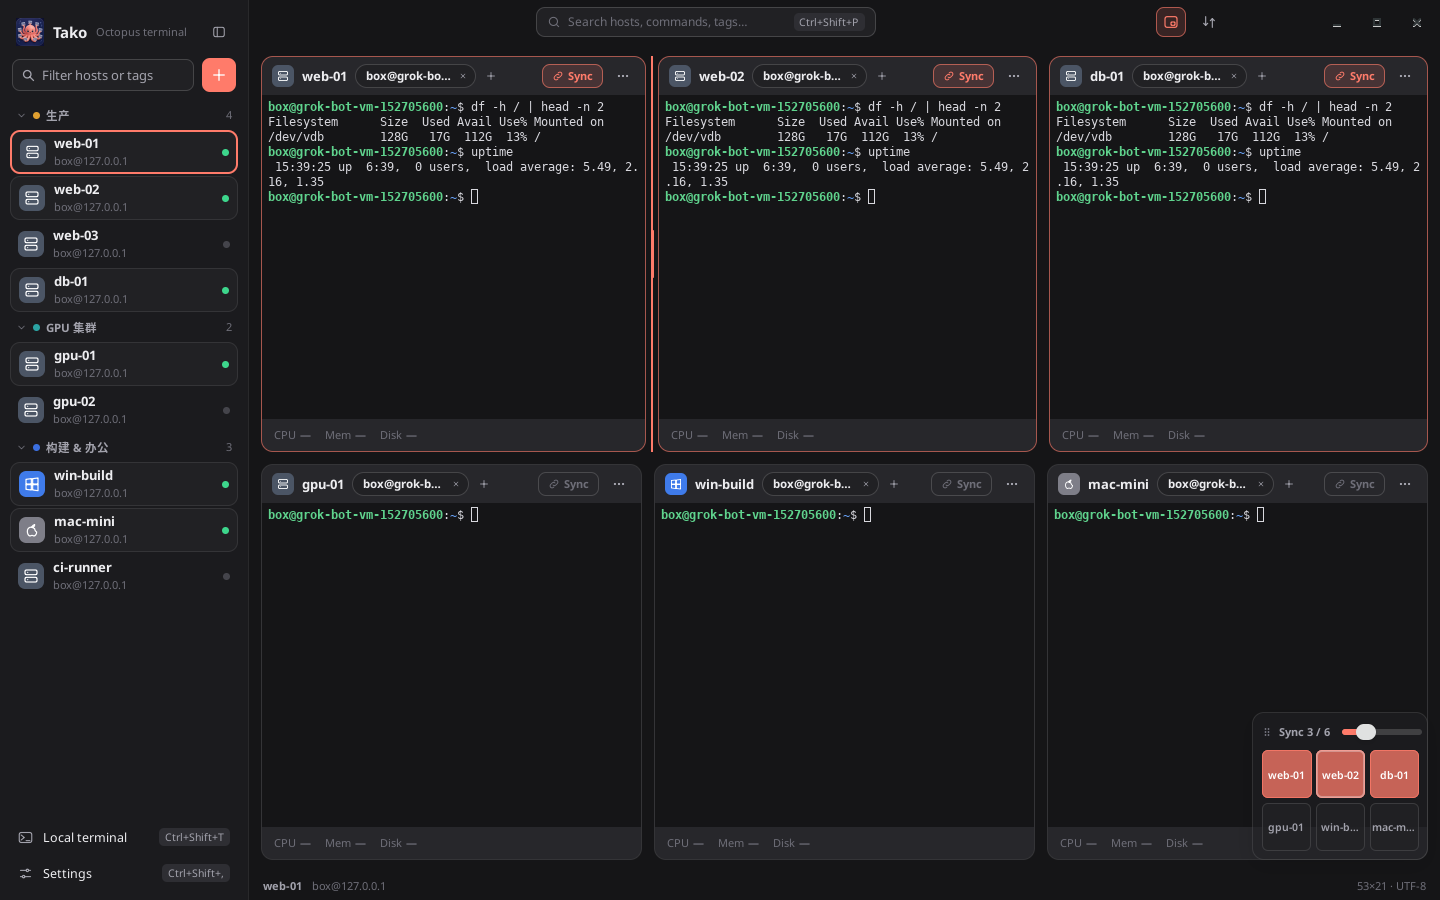 Tako Octopus terminal
Search hosts, commands, tags... Ctrl+Shift+P
Filter hosts or tags
生产 4
web-01
box@127.0.0.1
web-02
box@127.0.0.1
web-03
box@127.0.0.1
db-01
box@127.0.0.1
GPU 集群 2
gpu-01
box@127.0.0.1
gpu-02
box@127.0.0.1
构建 & 办公 3
win-build
box@127.0.0.1
mac-mini
box@127.0.0.1
ci-runner
box@127.0.0.1
Local terminal Ctrl+Shift+T
Settings Ctrl+Shift+,
web-01 box@grok-bo... × + Sync ...
box@grok-bot-vm-152705600:~$ df -h / | head -n 2
Filesystem      Size  Used Avail Use% Mounted on
/dev/vdb        128G   17G  112G  13% /
box@grok-bot-vm-152705600:~$ uptime
 15:39:25 up  6:39,  0 users,  load average: 5.49, 2.
16, 1.35
box@grok-bot-vm-152705600:~$
CPU — Mem — Disk —
web-02 box@grok-b... × + Sync ...
box@grok-bot-vm-152705600:~$ df -h / | head -n 2
Filesystem      Size  Used Avail Use% Mounted on
/dev/vdb        128G   17G  112G  13% /
box@grok-bot-vm-152705600:~$ uptime
 15:39:25 up  6:39,  0 users,  load average: 5.49, 2
.16, 1.35
box@grok-bot-vm-152705600:~$
CPU — Mem — Disk —
db-01 box@grok-b... × + Sync ...
box@grok-bot-vm-152705600:~$ df -h / | head -n 2
Filesystem      Size  Used Avail Use% Mounted on
/dev/vdb        128G   17G  112G  13% /
box@grok-bot-vm-152705600:~$ uptime
 15:39:25 up  6:39,  0 users,  load average: 5.49, 2
.16, 1.35
box@grok-bot-vm-152705600:~$
CPU — Mem — Disk —
gpu-01 box@grok-b... × + Sync ...
box@grok-bot-vm-152705600:~$
CPU — Mem — Disk —
win-build box@grok-b... × + Sync ...
box@grok-bot-vm-152705600:~$
CPU — Mem — Disk —
mac-mini box@grok-b... × + Sync ...
box@grok-bot-vm-152705600:~$
CPU — Mem — Disk —
Sync 3 / 6
web-01 web-02 db-01
gpu-01 win-b... mac-m...
web-01 box@127.0.0.1
53×21 · UTF-8